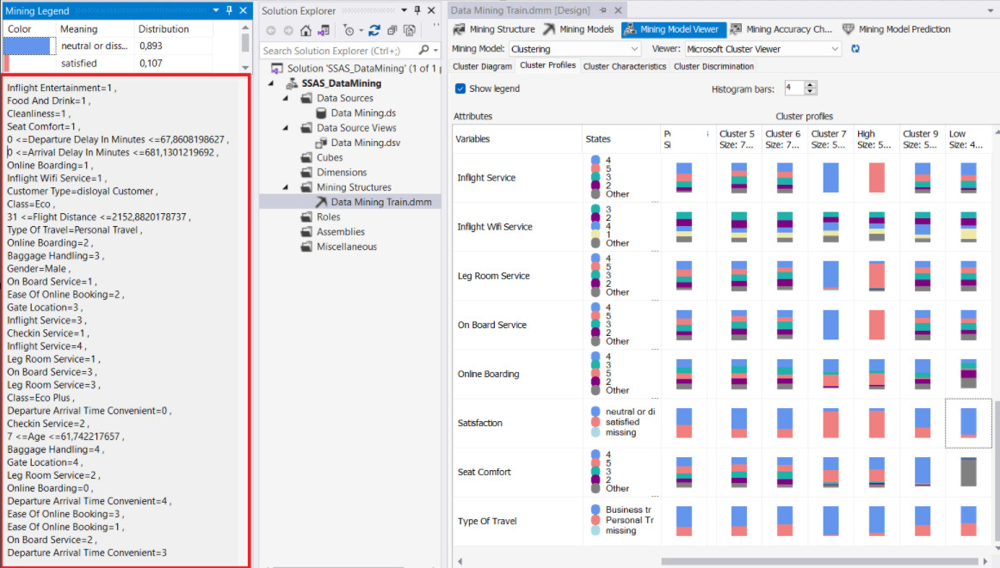 Mining Legend
Color Meaning Distribution
neutral or diss... 0,893
satisfied 0,107
Inflight Entertainment=1 ,
Food And Drink=1 ,
Cleanliness=1 ,
Seat Comfort=1 ,
0 <=Departure Delay In Minutes <=67,8608198627 ,
0 <=Arrival Delay In Minutes <=681,1301219692 ,
Online Boarding=1 ,
Inflight Wifi Service=1 ,
Customer Type=disloyal Customer ,
Class=Eco ,
31 <=Flight Distance <=2152,8820178737 ,
Type Of Travel=Personal Travel ,
Online Boarding=2 ,
Baggage Handling=3 ,
Gender=Male ,
On Board Service=1 ,
Ease Of Online Booking=2 ,
Gate Location=3 ,
Inflight Service=3 ,
Checkin Service=1 ,
Inflight Service=4 ,
Leg Room Service=1 ,
On Board Service=3 ,
Leg Room Service=3 ,
Class=Eco Plus ,
Departure Arrival Time Convenient=0 ,
Checkin Service=2 ,
7 <=Age <=61,742217657 ,
Baggage Handling=4 ,
Gate Location=4 ,
Leg Room Service=2 ,
Online Boarding=0 ,
Departure Arrival Time Convenient=4 ,
Ease Of Online Booking=3 ,
Ease Of Online Booking=1 ,
On Board Service=2 ,
Departure Arrival Time Convenient=3
Solution Explorer
Search Solution Explorer (Ctrl+;)
Solution 'SSAS_DataMining' (1 of 1 p
SSAS_DataMining
Data Sources
Data Mining.ds
Data Source Views
Data Mining.dsv
Cubes
Dimensions
Mining Structures
Data Mining Train.dmm
Roles
Assemblies
Miscellaneous
Data Mining Train.dmm [Design]
Mining Structure Mining Models Mining Model Viewer Mining Accuracy Ch... Mining Model Prediction
Mining Model: Clustering Viewer: Microsoft Cluster Viewer
Cluster Diagram Cluster Profiles Cluster Characteristics Cluster Discrimination
Show legend Histogram bars: 4
Attributes Cluster profiles
Variables States Cluster 5 Cluster 6 Cluster 7 High Cluster 9 Low
Si Size: 7... Size: 7... Size: 5... Size: 5... Size: 5... Size: 4...
Inflight Service
4
5
3
2
Other
Inflight Wifi Service
3
2
4
1
Other
Leg Room Service
4
5
3
2
Other
On Board Service
4
5
3
2
Other
Online Boarding
4
3
5
2
Other
Satisfaction
neutral or di
satisfied
missing
Seat Comfort
4
5
3
2
Other
Type Of Travel
Business tr
Personal Tr
missing